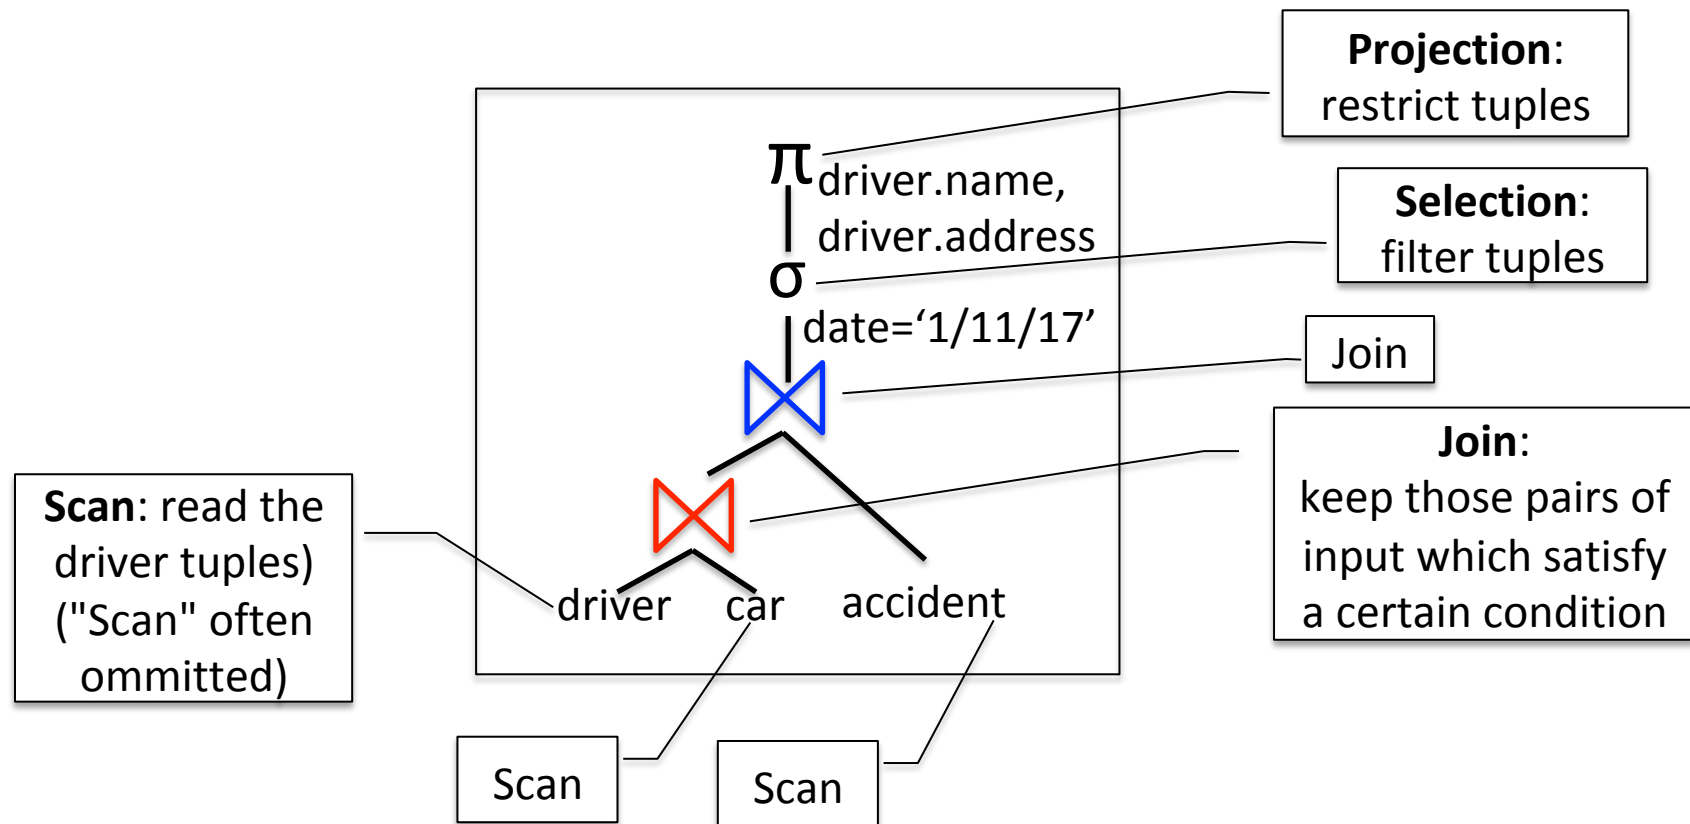 Projection:
restrict tuples
π
driver.name,
driver.address
Selection:
filter tuples
σ
date=‘1/11/17’
Join
Join:
keep those pairs of
input which satisfy
a certain condition
Scan: read the
driver tuples)
("Scan" often
ommitted)
driver car accident
Scan
Scan